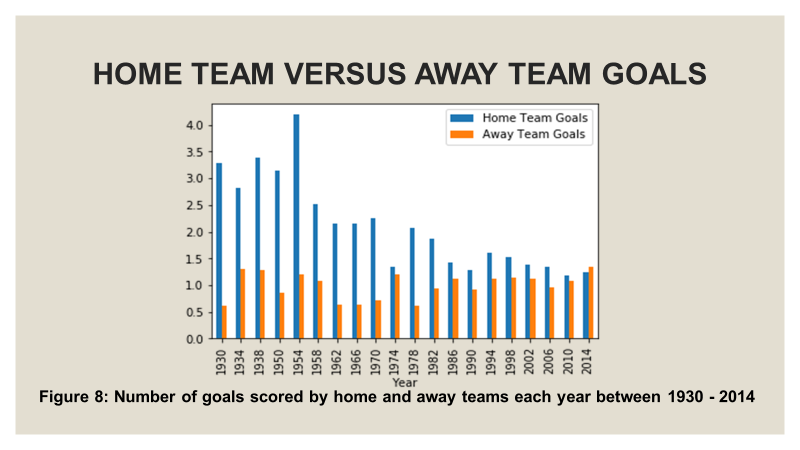 HOME TEAM VERSUS AWAY TEAM GOALS
Home Team Goals
Away Team Goals
4.0
3.5
3.0
2.5
2.0
1.5
1.0
0.5
0.0
1930 1934 1938 1950 1954 1958 1962 1966 1970 1974 1978 1982 1986 1990 1994 1998 2002 2006 2010 2014
Year
Figure 8: Number of goals scored by home and away teams each year between 1930 - 2014